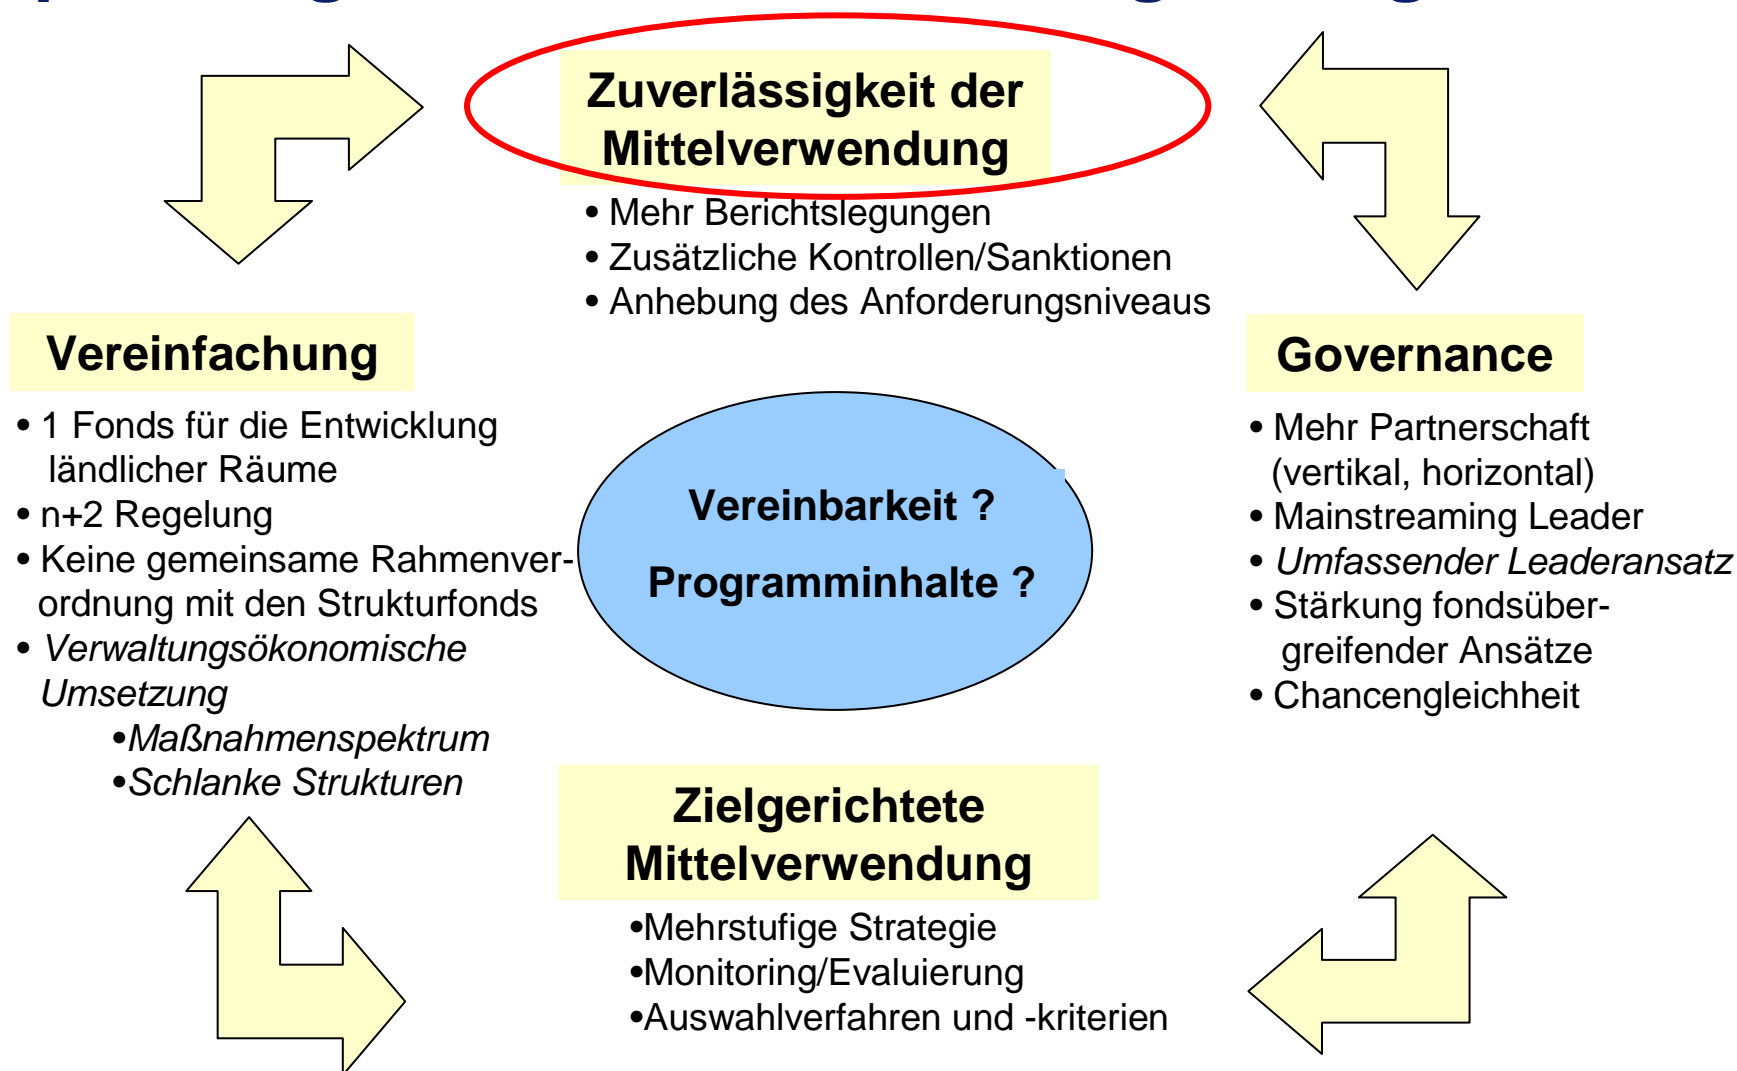 Zuverlässigkeit der
Mittelverwendung
• Mehr Berichtslegungen
• Zusätzliche Kontrollen/Sanktionen
• Anhebung des Anforderungsniveaus
Vereinfachung
• 1 Fonds für die Entwicklung
ländlicher Räume
• n+2 Regelung
• Keine gemeinsame Rahmenver-
ordnung mit den Strukturfonds
• Verwaltungsökonomische
Umsetzung
•Maßnahmenspektrum
•Schlanke Strukturen
Vereinbarkeit ?
Programminhalte ?
Governance
• Mehr Partnerschaft
(vertikal, horizontal)
• Mainstreaming Leader
• Umfassender Leaderansatz
• Stärkung fondsüber-
greifender Ansätze
• Chancengleichheit
Zielgerichtete
Mittelverwendung
•Mehrstufige Strategie
•Monitoring/Evaluierung
•Auswahlverfahren und -kriterien